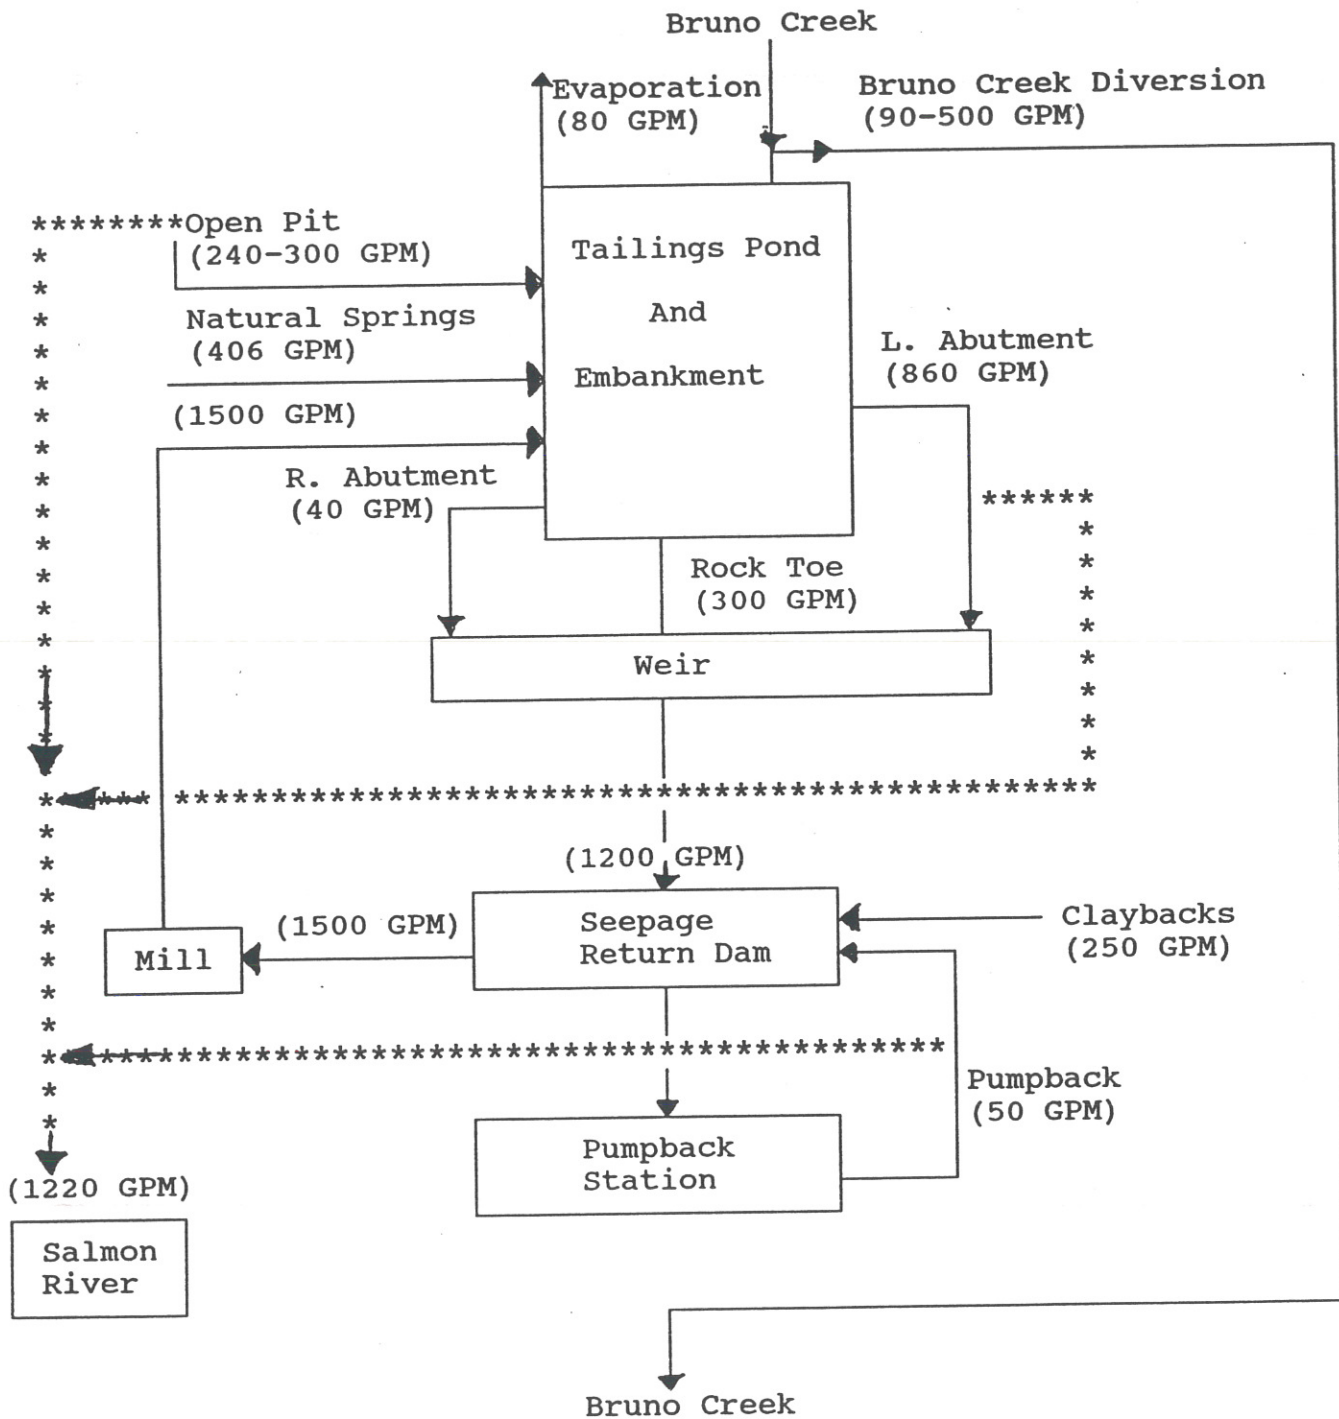 Bruno Creek
Evaporation
(80 GPM)
Bruno Creek Diversion
(90-500 GPM)
********Open Pit
(240-300 GPM)
Tailings Pond
And
Embankment
Natural Springs
(406 GPM)
(1500 GPM)
L. Abutment
(860 GPM)
R. Abutment
(40 GPM)
Rock Toe
(300 GPM)
Weir
(1200 GPM)
Seepage
Return Dam
(1500 GPM)
Mill
Claybacks
(250 GPM)
Pumpback
(50 GPM)
Pumpback
Station
(1220 GPM)
Salmon
River
Bruno Creek